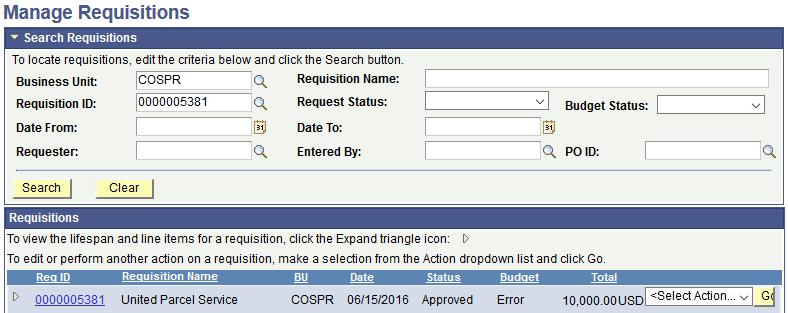 Manage Requisitions
Search Requisitions
To locate requisitions, edit the criteria below and click the Search button.
Business Unit: COSPR Requisition Name:
Requisition ID: 0000005381 Request Status: Budget Status:
Date From: 31 Date To: 31
Requester: Entered By: PO ID:
Search Clear
Requisitions
To view the lifespan and line items for a requisition, click the Expand triangle icon:
To edit or perform another action on a requisition, make a selection from the Action dropdown list and click Go.
Req ID Requisition Name BU Date Status Budget Total
0000005381 United Parcel Service COSPR 06/15/2016 Approved Error 10,000.00USD <Select Action... Go